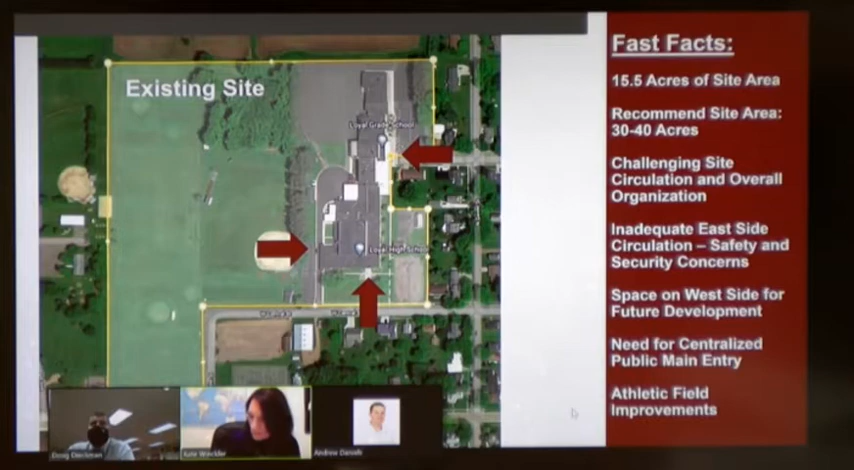 Existing Site
Loyal Grade School
Loyal High School
Fast Facts:
15.5 Acres of Site Area
Recommend Site Area:
30-40 Acres
Challenging Site
Circulation and Overall
Organization
Inadequate East Side
Circulation – Safety and
Security Concerns
Space on West Side for
Future Development
Need for Centralized
Public Main Entry
Athletic Field
Improvements
Doug
Kate
Andrew Daniels